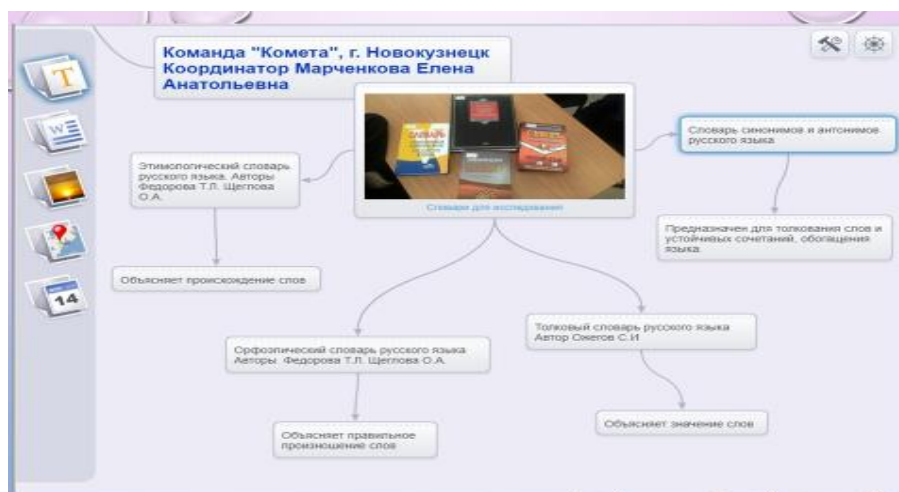 Команда "Комета", г. Новокузнецк
Координатор Марченкова Елена
Анатольевна
Словари для исследования
Словарь синонимов и антонимов
русского языка
Этимологический словарь
русского языка. Авторы
Федорова Т.Л. Щеглова
О.А.
Предназначен для толкования слов и
устойчивых сочетаний, обогащения
языка
Объясняет происхождение слов
Толковый словарь русского языка
Автор Ожегов С.И
Орфоэпический словарь русского языка
Авторы Федорова Т.Л. Щеглова О.А.
Объясняет значение слов
Объясняет правильное
произношение слов
T
W
14